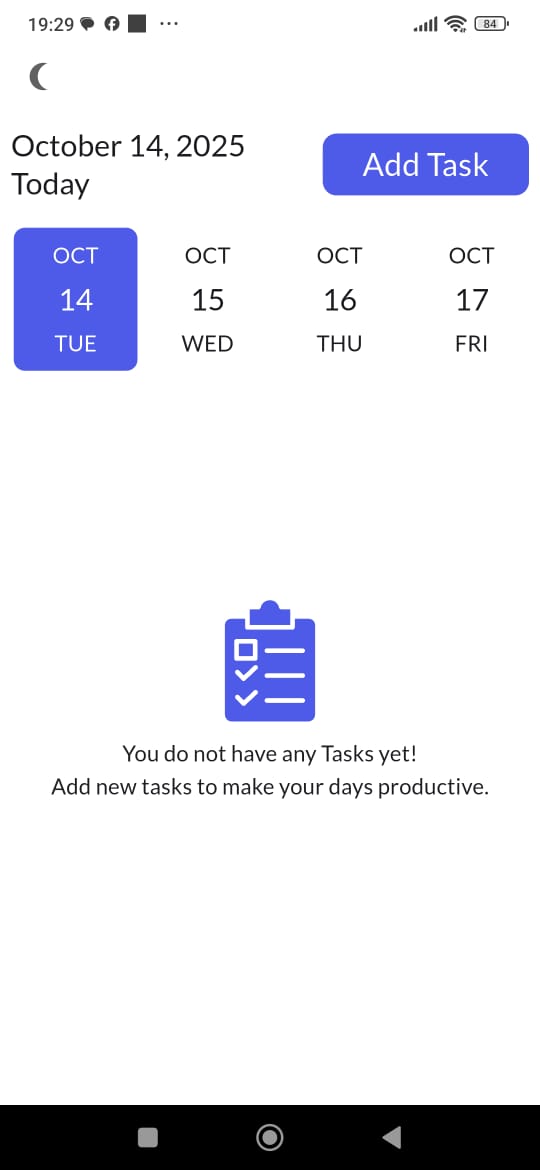 19:29
84
October 14, 2025
Today
Add Task
OCT OCT OCT OCT
14 15 16 17
TUE WED THU FRI
You do not have any Tasks yet!
Add new tasks to make your days productive.